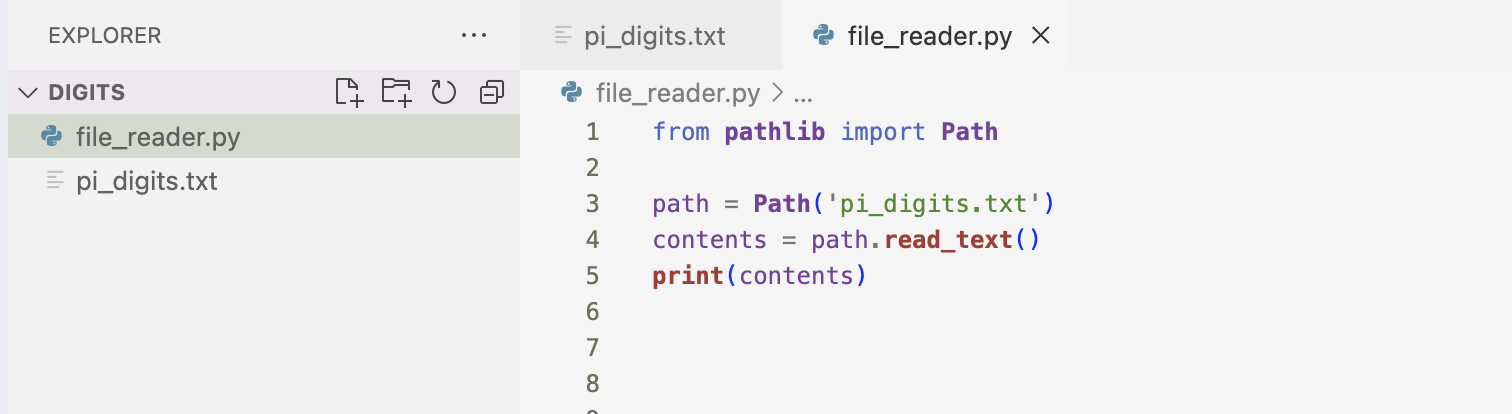 EXPLORER ...
DIGITS
file_reader.py
pi_digits.txt
pi_digits.txt file_reader.py
file_reader.py > ...
1 from pathlib import Path
2
3 path = Path('pi_digits.txt')
4 contents = path.read_text()
5 print(contents)
6
7
8